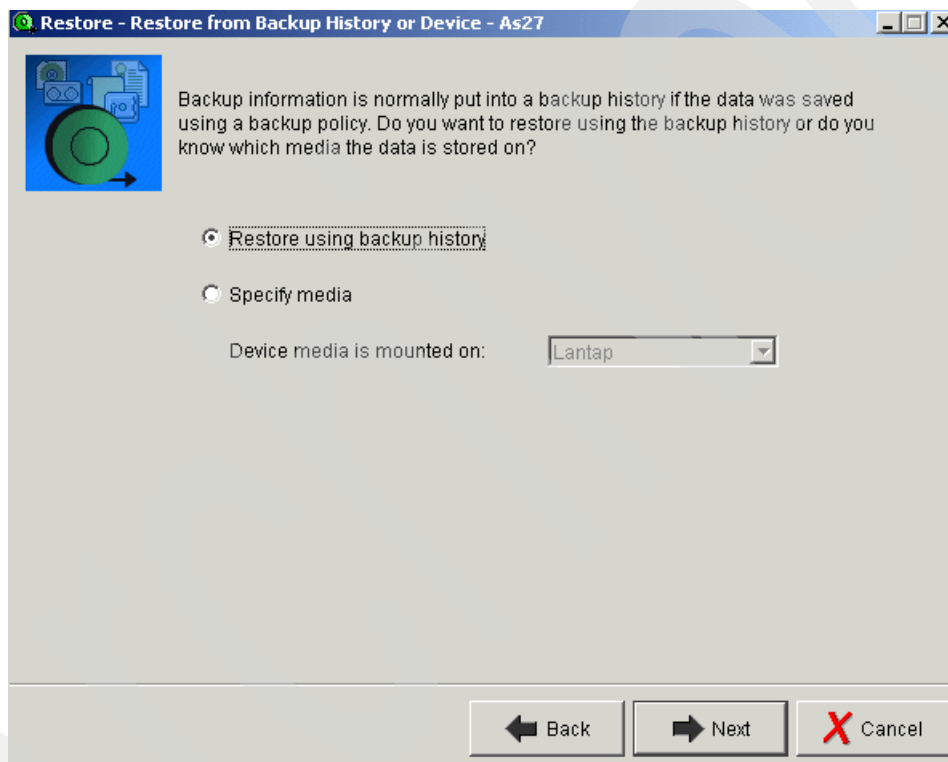 Restore - Restore from Backup History or Device - As27
Backup information is normally put into a backup history if the data was saved
using a backup policy. Do you want to restore using the backup history or do you
know which media the data is stored on?
Restore using backup history
Specify media
Device media is mounted on: Lantap
Back Next Cancel